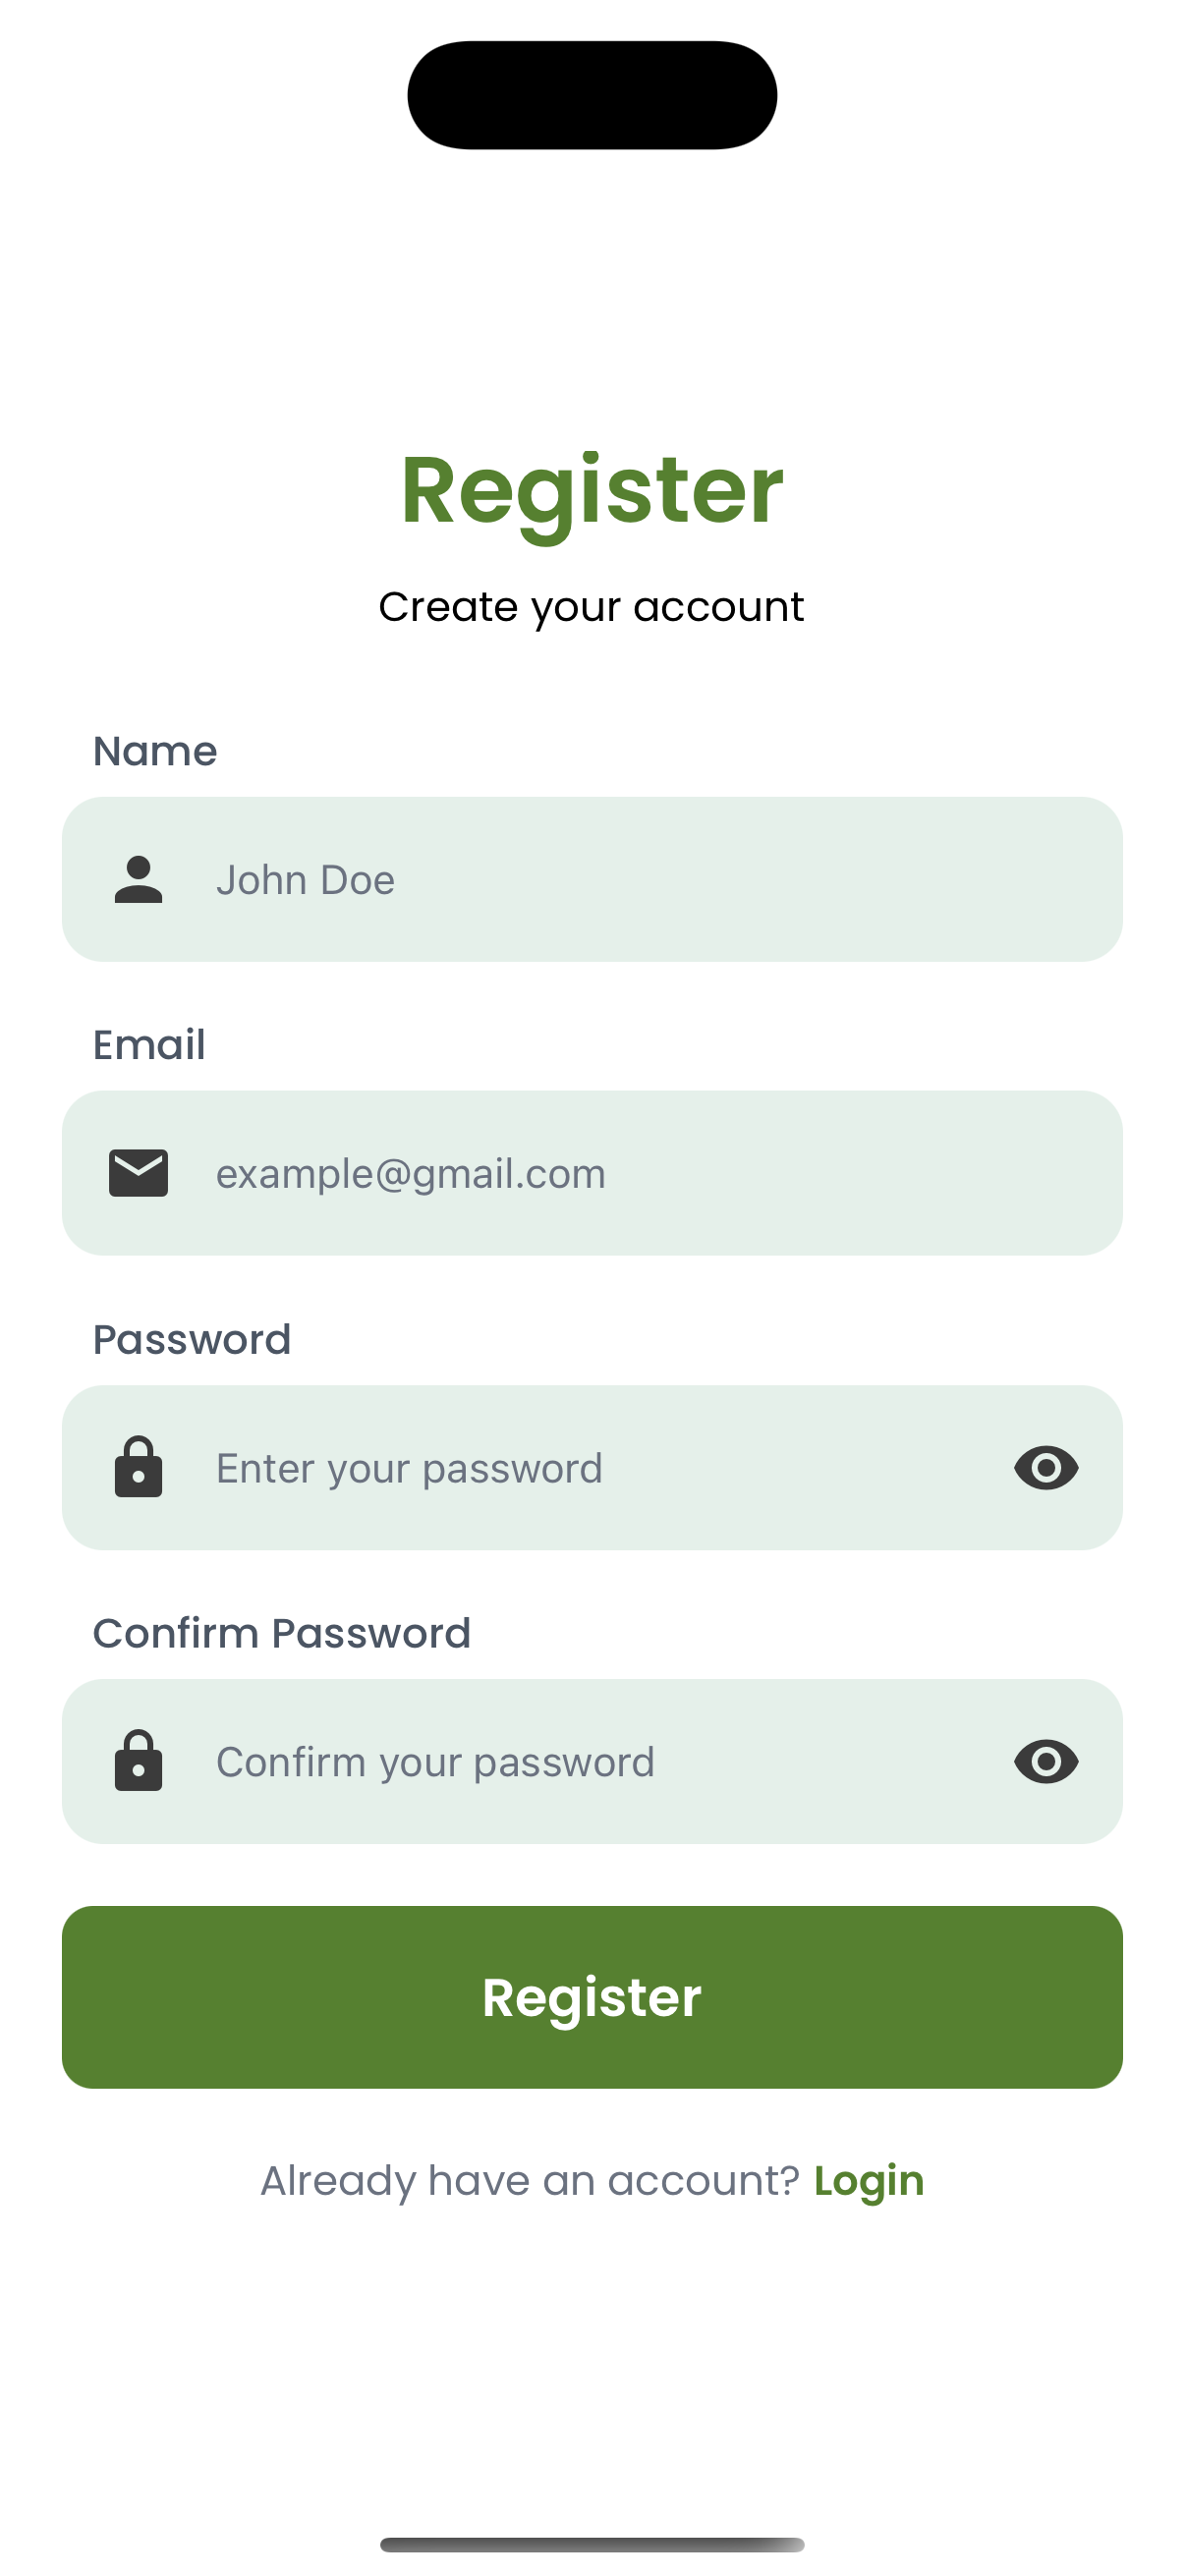 Register
Create your account
Name
John Doe
Email
example@gmail.com
Password
Enter your password
Confirm Password
Confirm your password
Register
Already have an account? Login